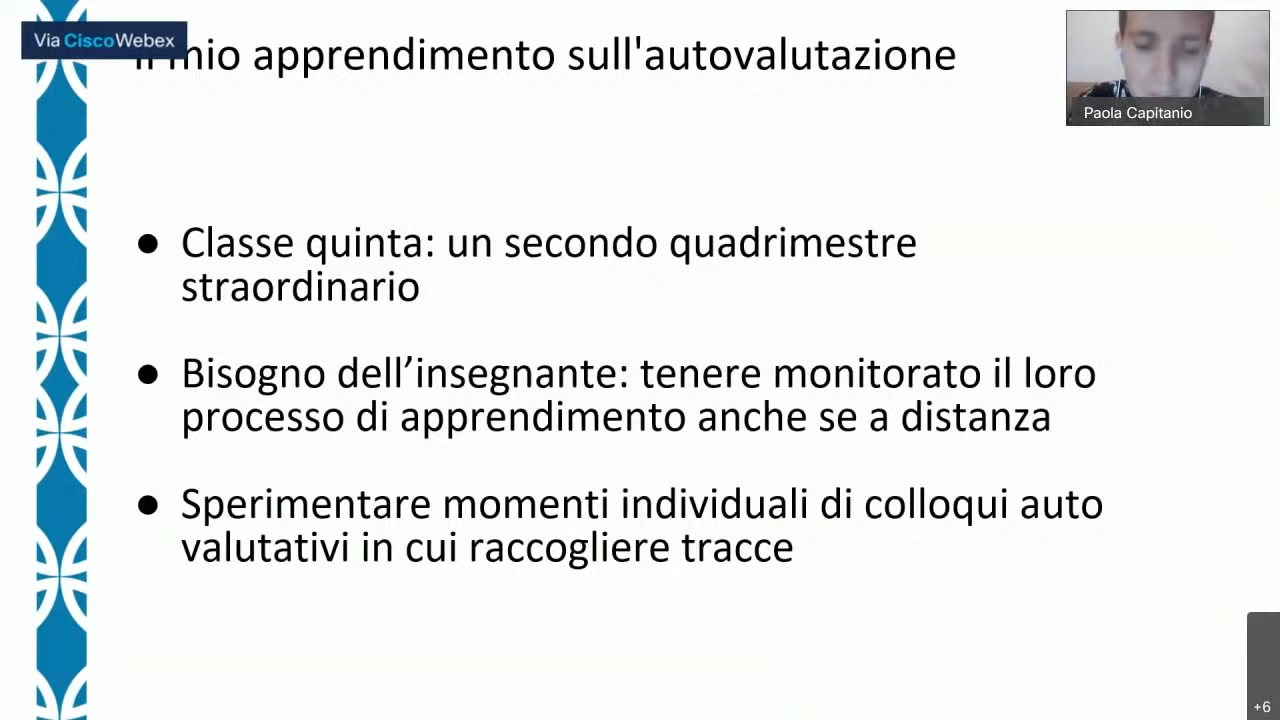 Via Cisco Webex
mio apprendimento sull'autovalutazione
Paola Capitanio
● Classe quinta: un secondo quadrimestre
straordinario
● Bisogno dell’insegnante: tenere monitorato il loro
processo di apprendimento anche se a distanza
● Sperimentare momenti individuali di colloqui auto
valutativi in cui raccogliere tracce
+6